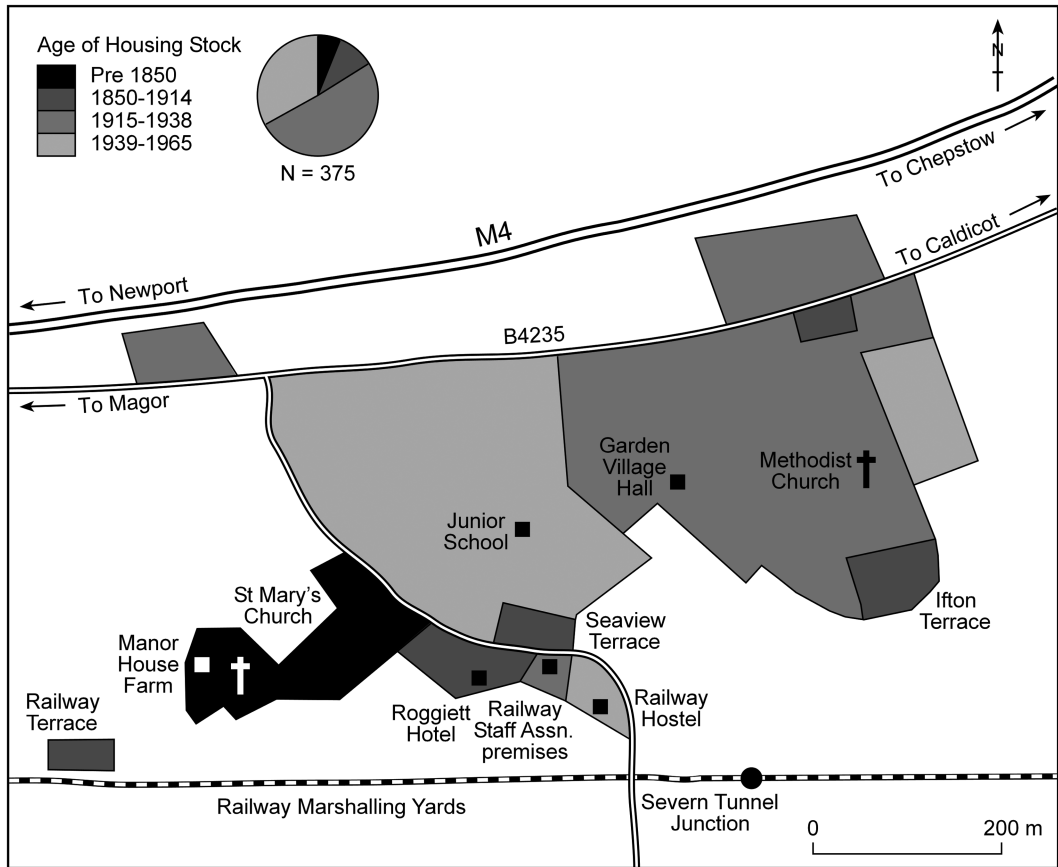 Age of Housing Stock
Pre 1850
1850-1914
1915-1938
1939-1965
N = 375
N
To Chepstow
M4
To Caldicot
To Newport
B4235
To Magor
Garden
Village
Hall
Methodist
Church
Junior
School
St Mary's
Church
Seaview
Terrace
Ifton
Terrace
Manor
House
Farm
Railway
Terrace
Roggiett
Hotel
Railway
Staff Assn.
premises
Railway
Hostel
Railway Marshalling Yards
Severn Tunnel
Junction
0
200 m